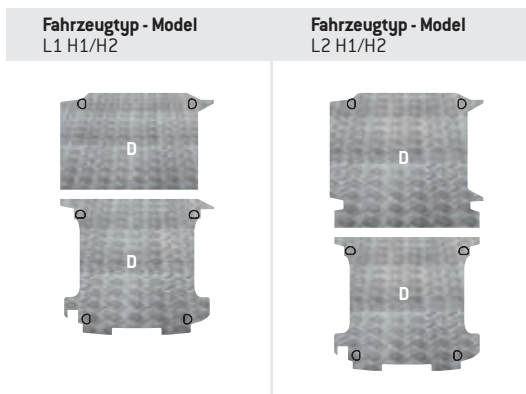 Fahrzeugtyp - Model
L1 H1/H2
D
D
Fahrzeugtyp - Model
L2 H1/H2
D
D